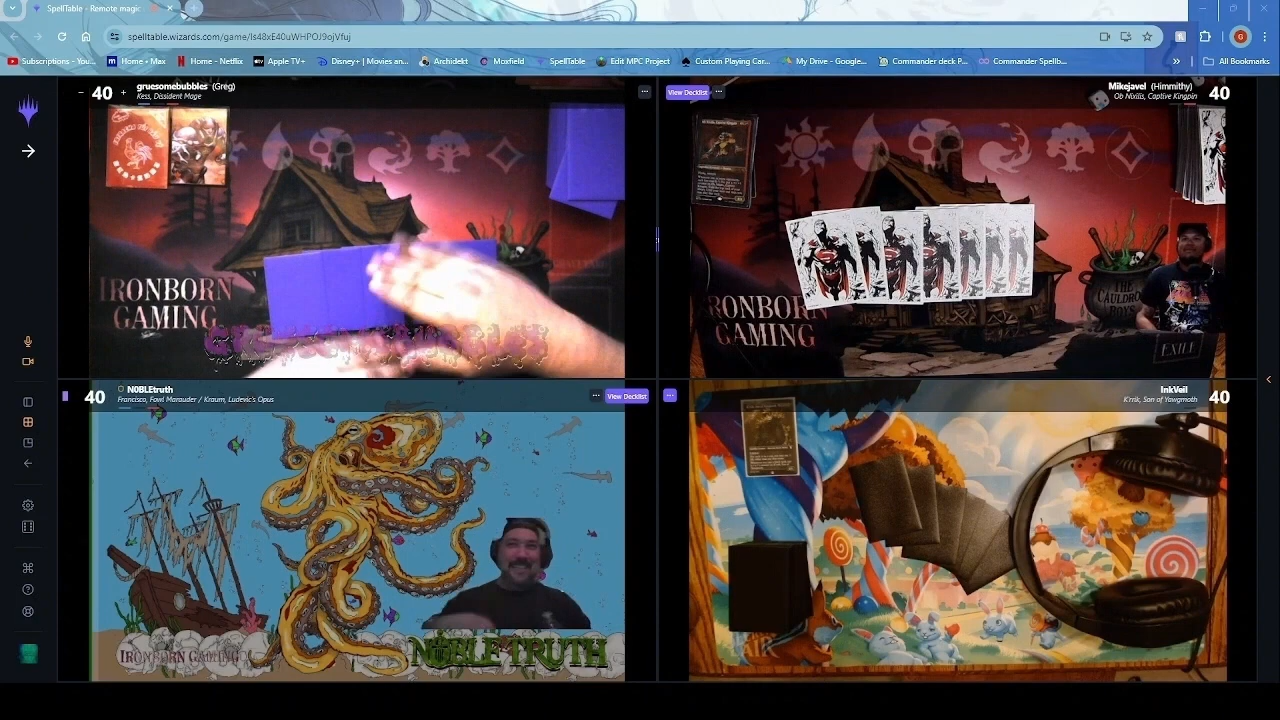 SpellTable - Remote magic
spelltable.wizards.com/game/Is48xE40uWHPOJ9ojVfuj
Subscriptions - You...
Home • Max
Home - Netflix
Apple TV+
Disney+ | Movies an...
Archidekt
Moxfield
SpellTable
Edit MPC Project
Custom Playing Car...
My Drive - Google...
Commander deck P...
Commander Spellb...
All Bookmarks
− 40 + gruesomebubbles (Greg)
Kess, Dissident Mage
IRONBORN
GAMING
View Decklist
Mikejavel (Himmithy) 40
Ob Nixilis, Captive Kingpin
IRONBORN
GAMING
THE
CAULDRON
BOYS
EXILE
40 N0BLEtruth
Francisco, Fowl Marauder / Kraum, Ludevic's Opus
View Decklist
IRONBORN GAMING
NOBLE TRUTH
InkVeil 40
K'rrik, Son of Yawgmoth